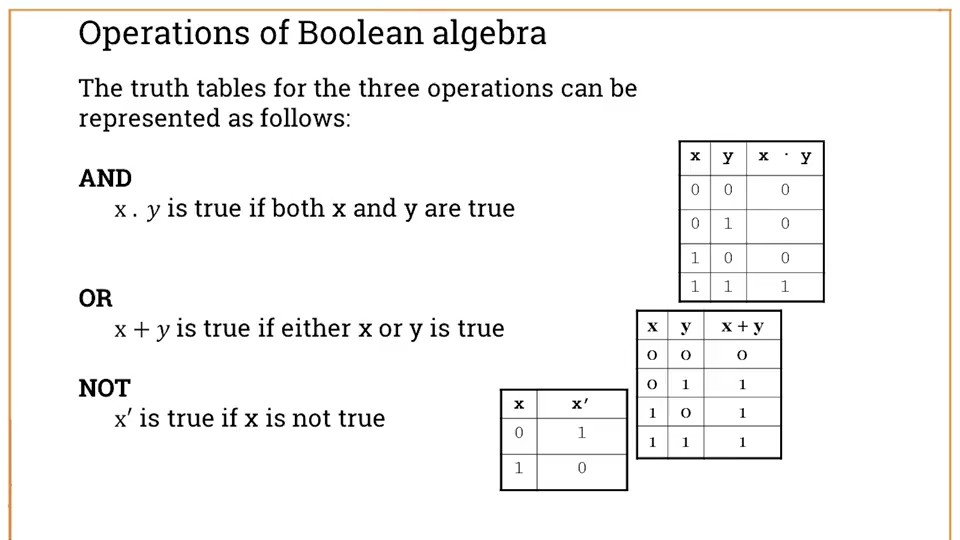 Operations of Boolean algebra
The truth tables for the three operations can be
represented as follows:
AND
x . y is true if both x and y are true
x y x · y
0 0 0
0 1 0
1 0 0
1 1 1
OR
x + y is true if either x or y is true
x y x + y
0 0 0
0 1 1
1 0 1
1 1 1
NOT
x′ is true if x is not true
x x′
0 1
1 0